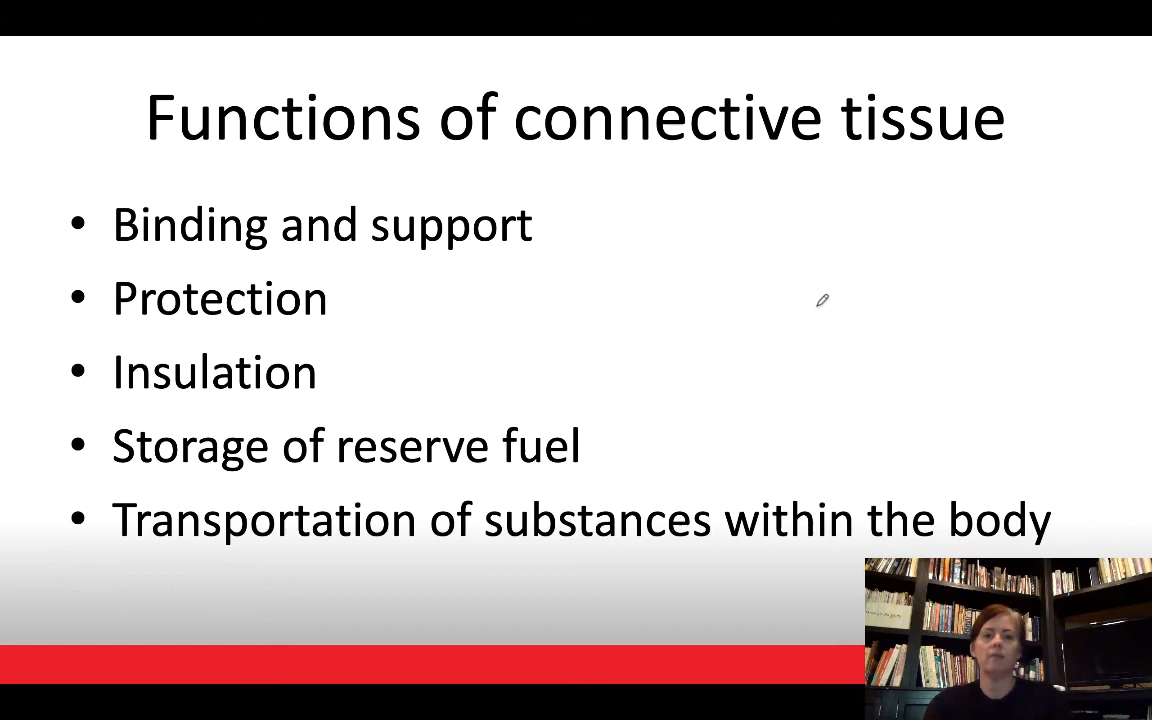 Functions of connective tissue
• Binding and support
• Protection
• Insulation
• Storage of reserve fuel
• Transportation of substances within the body